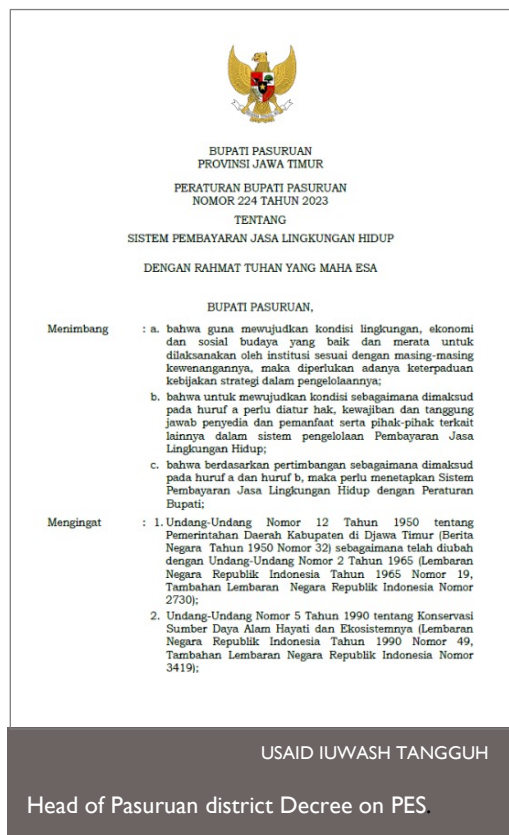 BUPATI PASURUAN
PROVINSI JAWA TIMUR
PERATURAN BUPATI PASURUAN
NOMOR 224 TAHUN 2023
TENTANG
SISTEM PEMBAYARAN JASA LINGKUNGAN HIDUP
DENGAN RAHMAT TUHAN YANG MAHA ESA
BUPATI PASURUAN,
Menimbang : a. bahwa guna mewujudkan kondisi lingkungan, ekonomi
dan sosial budaya yang baik dan merata untuk
dilaksanakan oleh institusi sesuai dengan masing-masing
kewenangannya, maka diperlukan adanya keterpaduan
kebijakan strategi dalam pengelolaannya;
b. bahwa untuk mewujudkan kondisi sebagaimana dimaksud
pada huruf a perlu diatur hak, kewajiban dan tanggung
jawab penyedia dan pemanfaat serta pihak-pihak terkait
lainnya dalam sistem pengelolaan Pembayaran Jasa
Lingkungan Hidup;
c. bahwa berdasarkan pertimbangan sebagaimana dimaksud
pada huruf a dan huruf b, maka perlu menetapkan Sistem
Pembayaran Jasa Lingkungan Hidup dengan Peraturan
Bupati;
Mengingat : 1. Undang-Undang Nomor 12 Tahun 1950 tentang
Pemerintahan Daerah Kabupaten di Djawa Timur (Berita
Negara Tahun 1950 Nomor 32) sebagaimana telah diubah
dengan Undang-Undang Nomor 2 Tahun 1965 (Lembaran
Negara Republik Indonesia Tahun 1965 Nomor 19,
Tambahan Lembaran Negara Republik Indonesia Nomor
2730);
2. Undang-Undang Nomor 5 Tahun 1990 tentang Konservasi
Sumber Daya Alam Hayati dan Ekosistemnya (Lembaran
Negara Republik Indonesia Tahun 1990 Nomor 49,
Tambahan Lembaran Negara Republik Indonesia Nomor
3419);
USAID IUWASH TANGGUH
Head of Pasuruan district Decree on PES.